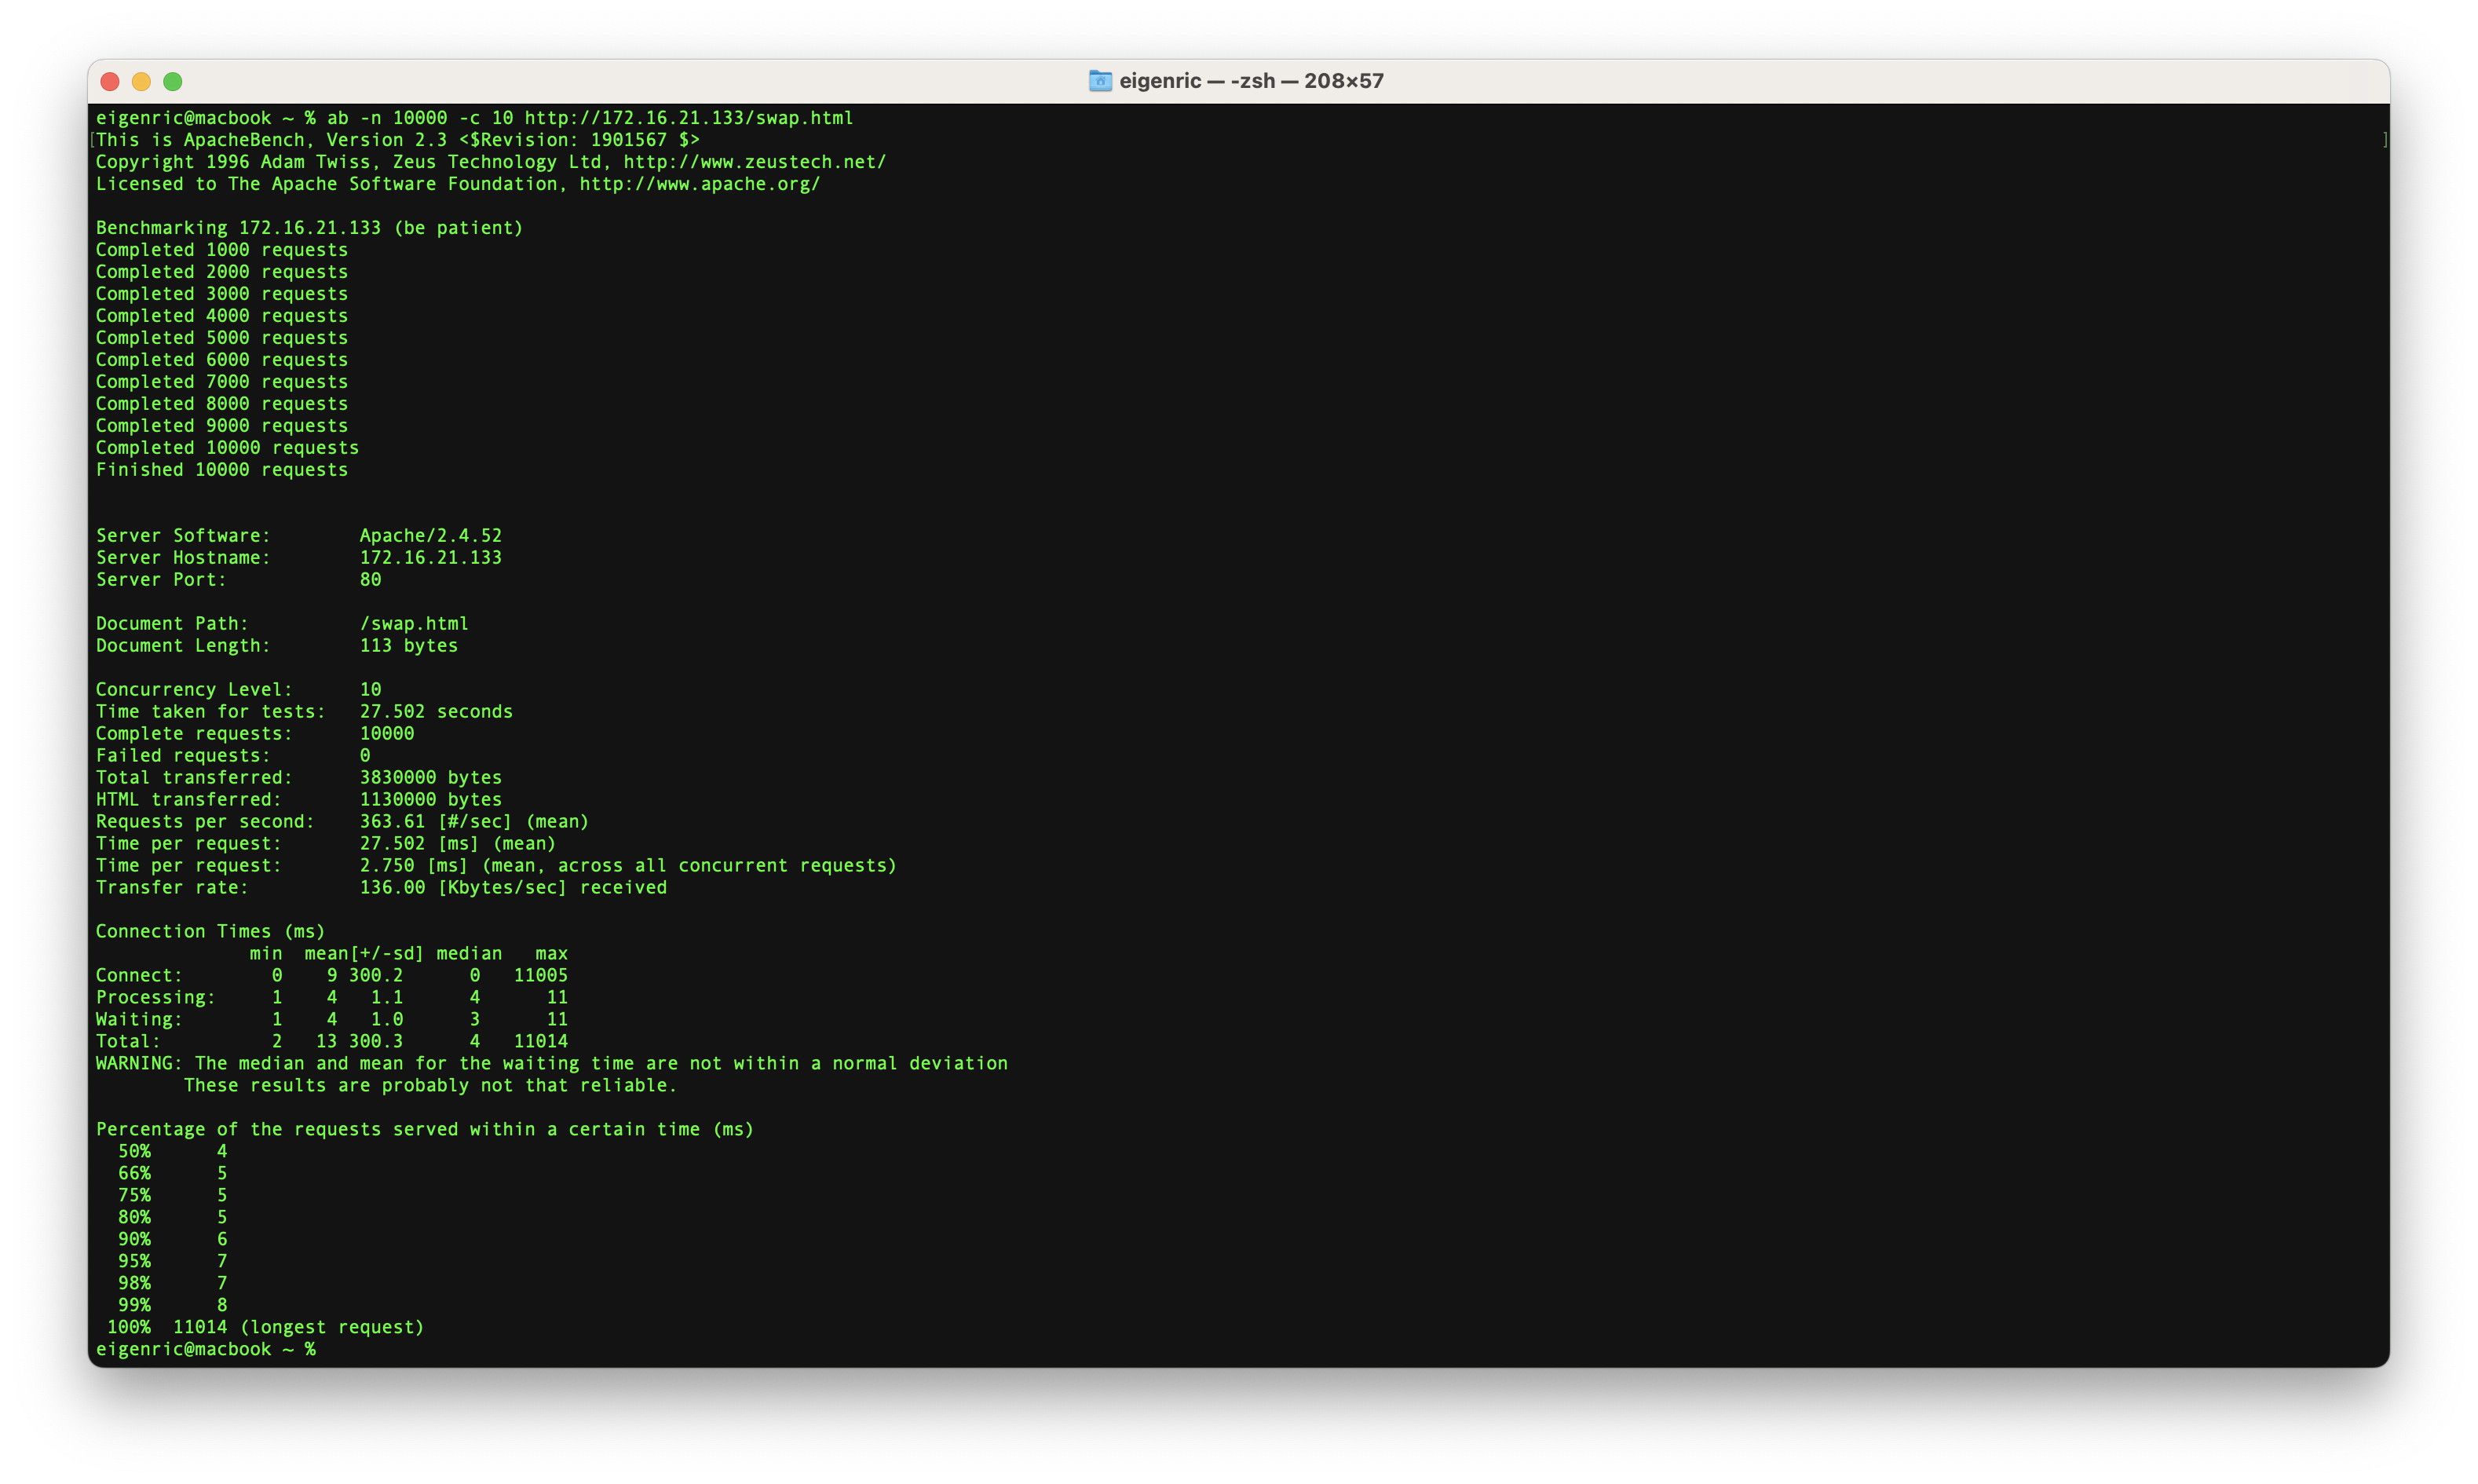 eigenric — -zsh — 208×57
eigenric@macbook ~ % ab -n 10000 -c 10 http://172.16.21.133/swap.html
[This is ApacheBench, Version 2.3 <$Revision: 1901567 $> ]
Copyright 1996 Adam Twiss, Zeus Technology Ltd, http://www.zeustech.net/
Licensed to The Apache Software Foundation, http://www.apache.org/

Benchmarking 172.16.21.133 (be patient)
Completed 1000 requests
Completed 2000 requests
Completed 3000 requests
Completed 4000 requests
Completed 5000 requests
Completed 6000 requests
Completed 7000 requests
Completed 8000 requests
Completed 9000 requests
Completed 10000 requests
Finished 10000 requests


Server Software:        Apache/2.4.52
Server Hostname:        172.16.21.133
Server Port:            80

Document Path:          /swap.html
Document Length:        113 bytes

Concurrency Level:      10
Time taken for tests:   27.502 seconds
Complete requests:      10000
Failed requests:        0
Total transferred:      3830000 bytes
HTML transferred:       1130000 bytes
Requests per second:    363.61 [#/sec] (mean)
Time per request:       27.502 [ms] (mean)
Time per request:       2.750 [ms] (mean, across all concurrent requests)
Transfer rate:          136.00 [Kbytes/sec] received

Connection Times (ms)
              min  mean[+/-sd] median   max
Connect:        0    9 300.2      0   11005
Processing:     1    4   1.1      4      11
Waiting:        1    4   1.0      3      11
Total:          2   13 300.3      4   11014
WARNING: The median and mean for the waiting time are not within a normal deviation
        These results are probably not that reliable.

Percentage of the requests served within a certain time (ms)
  50%      4
  66%      5
  75%      5
  80%      5
  90%      6
  95%      7
  98%      7
  99%      8
 100%  11014 (longest request)
eigenric@macbook ~ %